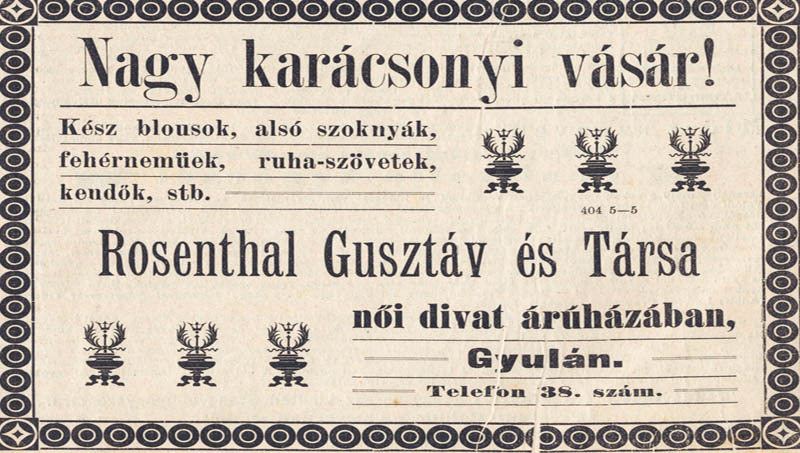 Nagy karácsonyi vásár!
Kész blousok, alsó szoknyák,
fehérnemüek, ruha-szövetek,
kendők, stb.
404 5—5
Rosenthal Gusztáv és Társa
női divat árúházában,
Gyulán.
Telefon 38. szám.